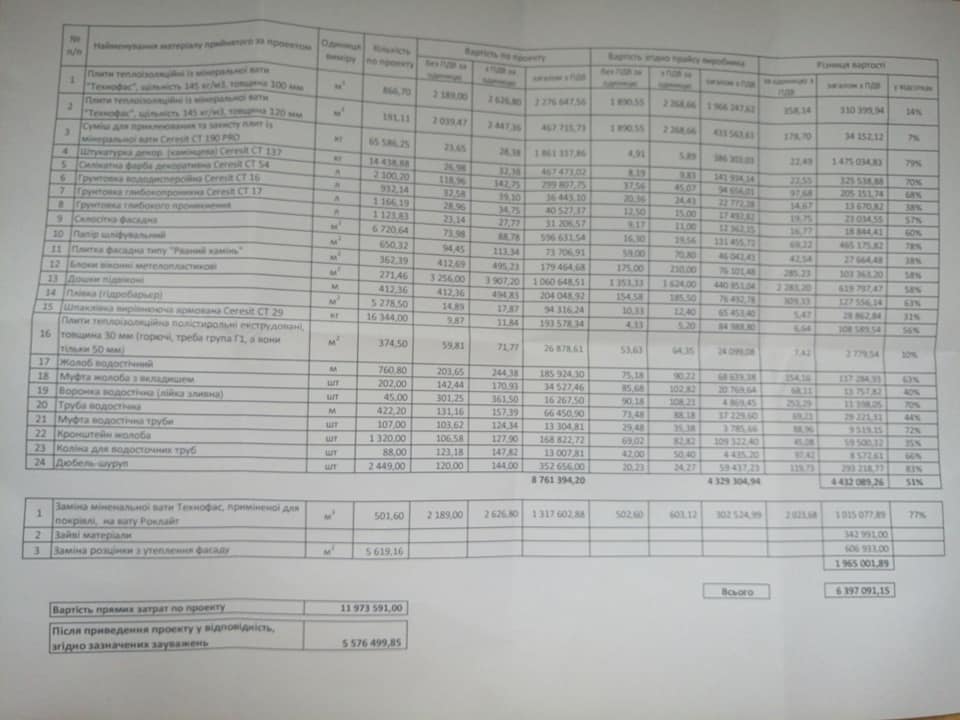 № п/п Найменування матеріалу прийнятого за проектом Одиниця виміру Кількість по проекту Вартість по проекту Вартість згідно прайсу виробника Різниця вартості
без ПДВ за одиницю з ПДВ за одиницю загалом з ПДВ без ПДВ за одиницю з ПДВ за одиницю загалом з ПДВ за одиницю з ПДВ загалом з ПДВ у відсотках
1 Плити теплоізоляційні із мінеральної вати "Технофас", щільність 145 кг/м3, товщина 100 мм м³ 866,70 2 189,00 2 626,80 2 276 647,56 1 890,55 2 268,66 1 966 247,62 358,14 310 399,94 14%
2 Плити теплоізоляційні із мінеральної вати "Технофас", щільність 145 кг/м3, товщина 120 мм м³ 191,11 2 039,47 2 447,36 467 715,73 1 890,55 2 268,66 433 563,61 178,70 34 152,12 7%
3 Суміш для приклеювання та захисту плит із мінеральної вати Ceresit CT 190 PRO кг 65 586,25 23,65 28,38 1 861 337,86 4,91 5,89 386 303,03 22,49 1 475 034,83 79%
4 Штукатурка декор. (камінцева) Ceresit CT 137 кг 14 438,88 26,98 32,38 467 473,02 8,19 9,83 141 934,14 22,55 325 538,88 70%
5 Силікатна фарба декоративна Ceresit CT 54 л 2 100,20 118,96 142,75 299 807,75 37,56 45,07 94 656,01 97,68 205 151,74 68%
6 Грунтовка вододисперсійна Ceresit CT 16 л 932,14 32,58 39,10 36 443,10 20,36 24,43 22 772,28 14,67 13 670,82 38%
7 Грунтовка глибокопроникна Ceresit CT 17 л 1 166,19 28,96 34,75 40 527,37 12,50 15,00 17 492,82 19,75 23 034,55 57%
8 Грунтовка глибокого проникнення л 1 123,83 23,14 27,77 31 206,57 9,17 11,00 12 362,15 16,77 18 844,41 60%
9 Склосітка фасадна м² 6 720,64 73,98 88,78 596 631,54 16,30 19,56 131 455,72 69,22 465 175,82 78%
10 Папір шліфувальний м² 650,32 94,45 113,34 73 706,91 59,00 70,80 46 042,43 42,54 27 664,48 38%
11 Плитка фасадна типу "Рваний камінь" м² 362,39 412,69 495,23 179 464,68 175,00 210,00 76 101,48 285,23 103 363,20 58%
12 Блоки віконні метелопластикові м² 271,46 3 256,00 3 907,20 1 060 648,51 1 353,33 1 624,00 440 851,04 2 283,20 619 797,47 58%
13 Дошки підвіконі м 412,36 412,36 494,83 204 048,92 154,58 185,50 76 492,78 309,33 127 556,14 63%
14 Плівка (гідробарьєр) м² 5 278,50 14,89 17,87 94 316,24 10,33 12,40 65 453,40 5,47 28 862,84 31%
15 Шпаклівка вирівнююча армована Ceresit CT 29 кг 16 344,00 9,87 11,84 193 578,34 4,33 5,20 84 988,80 6,64 108 589,54 56%
16 Плити теплоізоляційна полістирольні екструдовані, товщина 30 мм (горючі, треба група Г1, а вони тільки 50 мм) м² 374,50 59,81 71,77 26 878,61 53,63 64,35 24 099,08 7,42 2 779,54 10%
17 Жолоб водостічний м 760,80 203,65 244,38 185 924,30 75,18 90,22 68 639,38 154,16 117 284,93 63%
18 Муфта жолоба з вкладишем шт 202,00 142,44 170,93 34 527,46 85,68 102,82 20 769,64 68,11 13 757,82 40%
19 Воронка водостічна (лійка зливна) шт 45,00 301,25 361,50 16 267,50 90,18 108,21 4 869,45 253,29 11 398,05 70%
20 Труба водостічна м 422,20 131,16 157,39 66 450,90 73,48 88,18 37 229,60 69,21 29 221,31 44%
21 Муфта водостічна труби шт 107,00 103,62 124,34 13 304,81 29,48 35,38 3 785,66 88,96 9 519,15 72%
22 Кронштейн жолоба шт 1 320,00 106,58 127,90 168 822,72 69,02 82,82 109 322,40 45,08 59 500,32 35%
23 Коліна для водосточних труб шт 88,00 123,18 147,82 13 007,81 42,00 50,40 4 435,20 97,42 8 572,61 66%
24 Дюбель-шуруп шт 2 449,00 120,00 144,00 352 656,00 20,23 24,27 59 437,23 119,73 293 218,77 83%
8 761 394,20 4 329 304,94 4 432 089,26 51%
1 Заміна міненальної вати Технофас, приміненої для покрівлі, на вату Роклайт м³ 501,60 2 189,00 2 626,80 1 317 602,88 502,60 603,12 302 524,99 2 023,68 1 015 077,89 77%
2 Зайві матеріали 342 991,00
3 Заміна розцінки з утеплення фасаду м² 5 619,16 606 933,00
1 965 001,89
Всього 6 397 091,15
Вартість прямих затрат по проекту 11 973 591,00
Після приведення проекту у відповідність, згідно зазначених зауважень 5 576 499,85